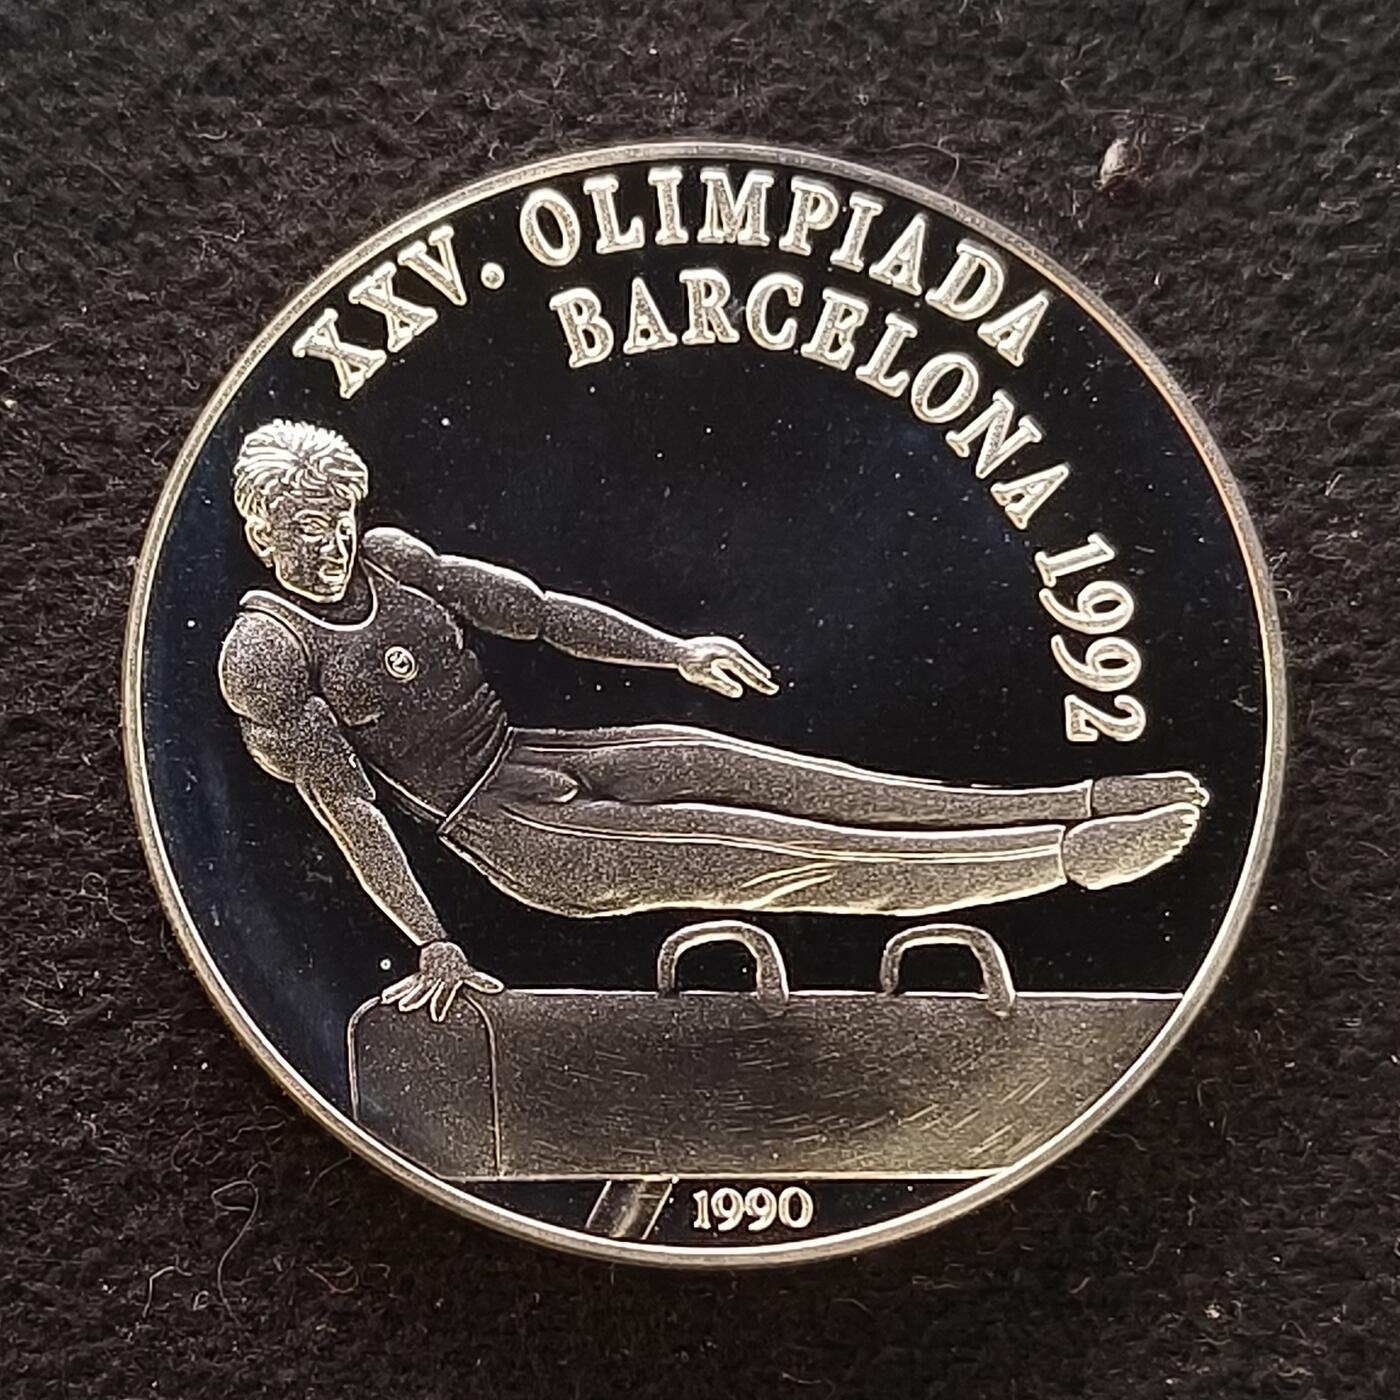 XXV. OLIMPIADA
BARCELONA 1992
1990